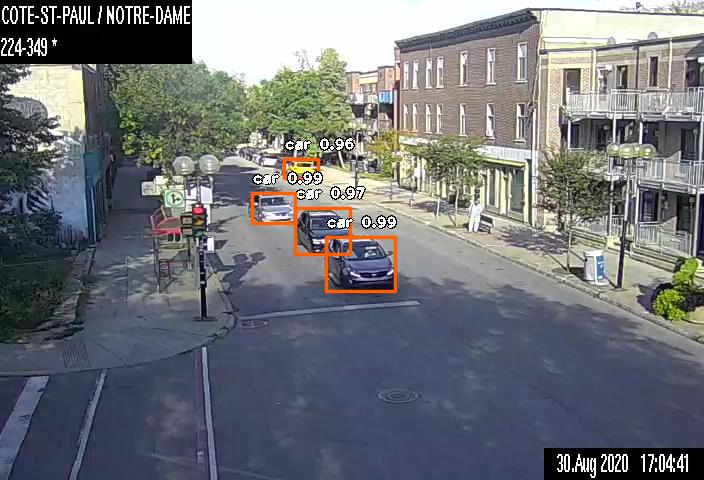 COTE-ST-PAUL / NOTRE-DAME
224-349 *
car 0.96
car 0.99
car 0.97
car 0.99
30.Aug 2020 17:04:41